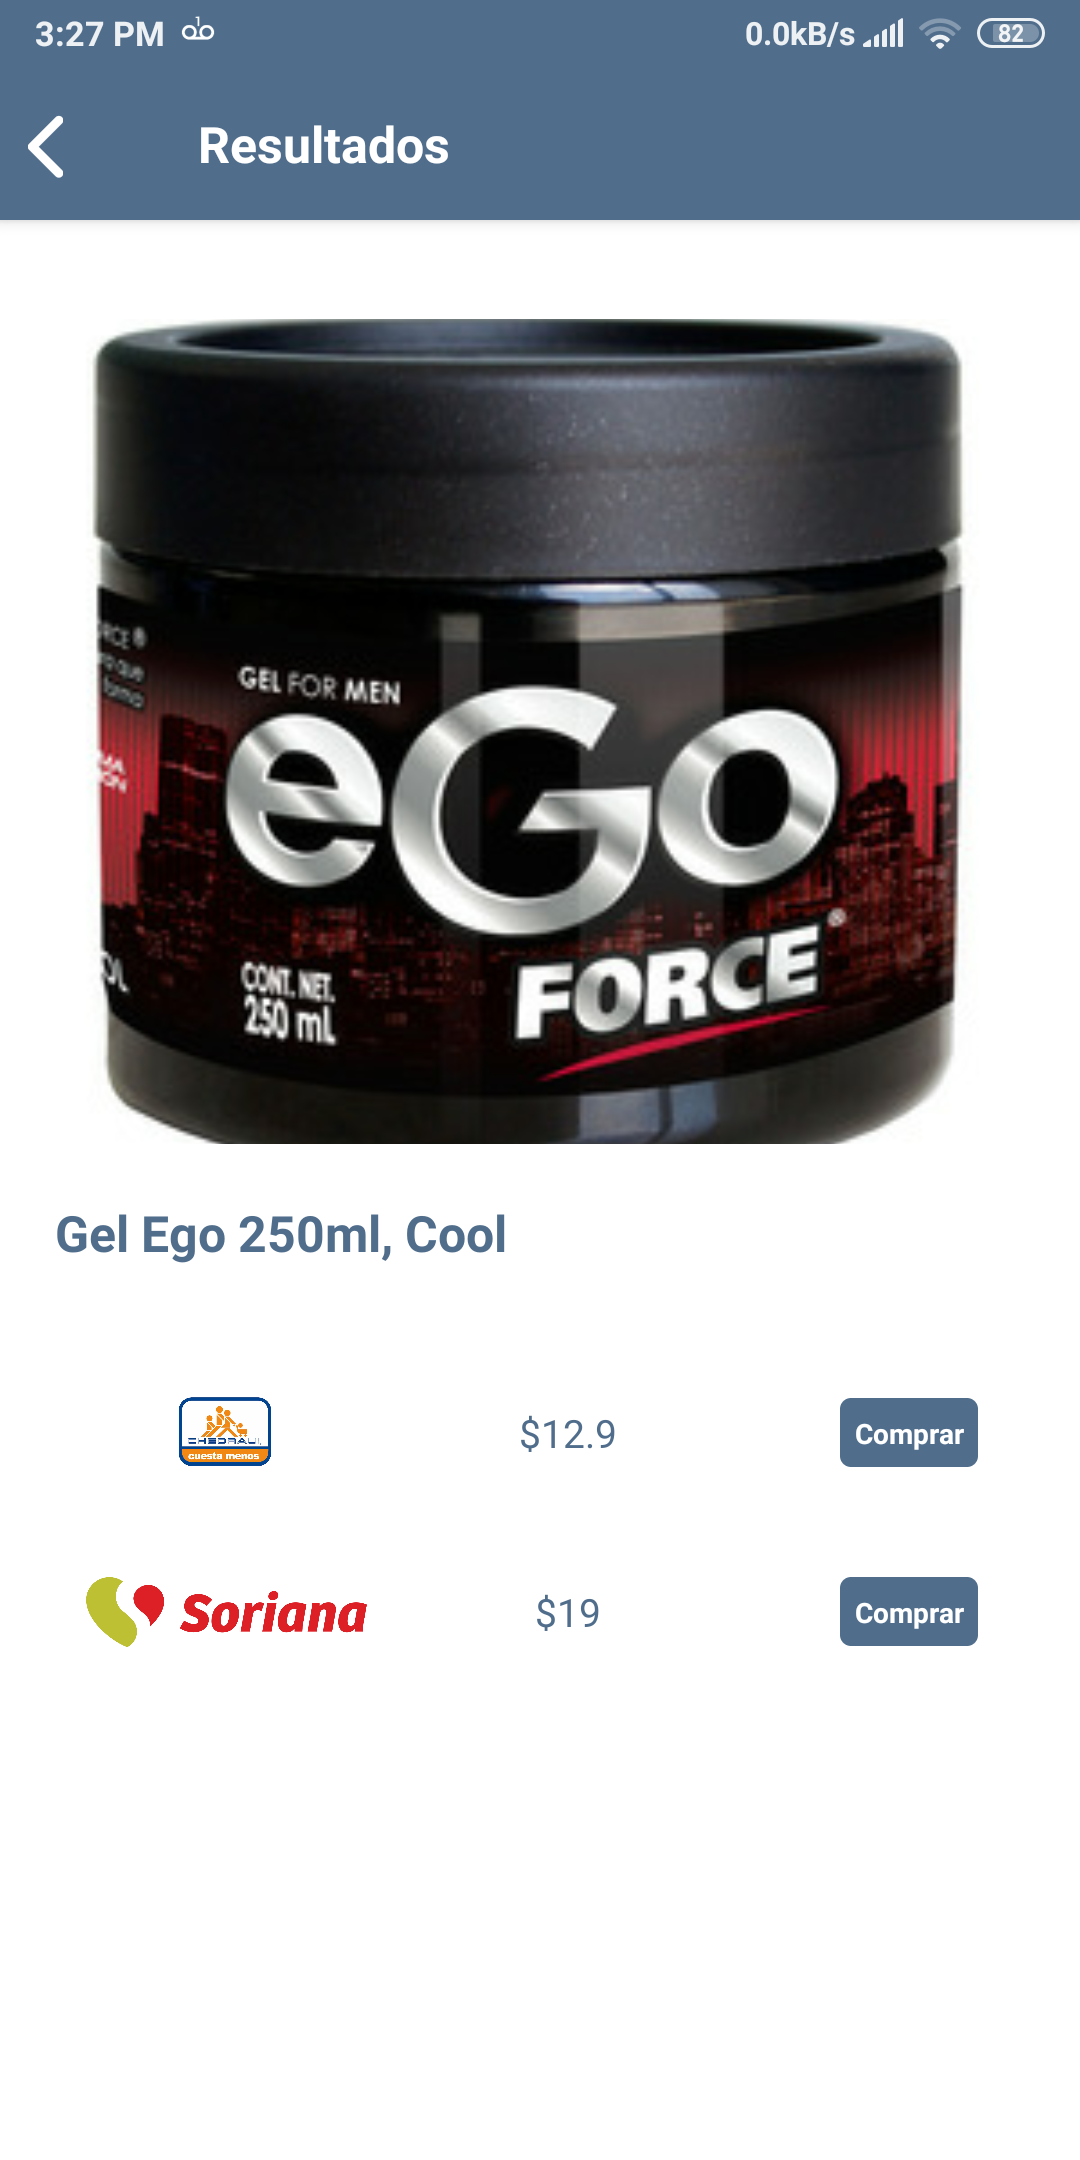 3:27 PM
0.0kB/s
82
Resultados
GEL FOR MEN
eGo
FORCE
CONT. NET.
250 mL
Gel Ego 250ml, Cool
CHEDRAUI
cuesta menos
$12.9
Comprar
Soriana
$19
Comprar